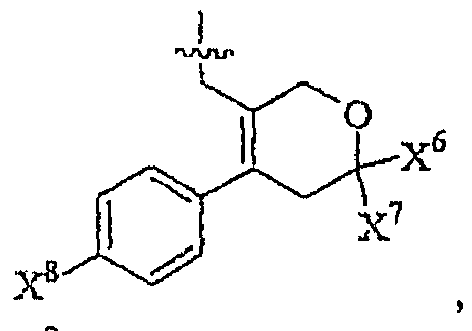 O
X⁶
X⁷
X⁸
,